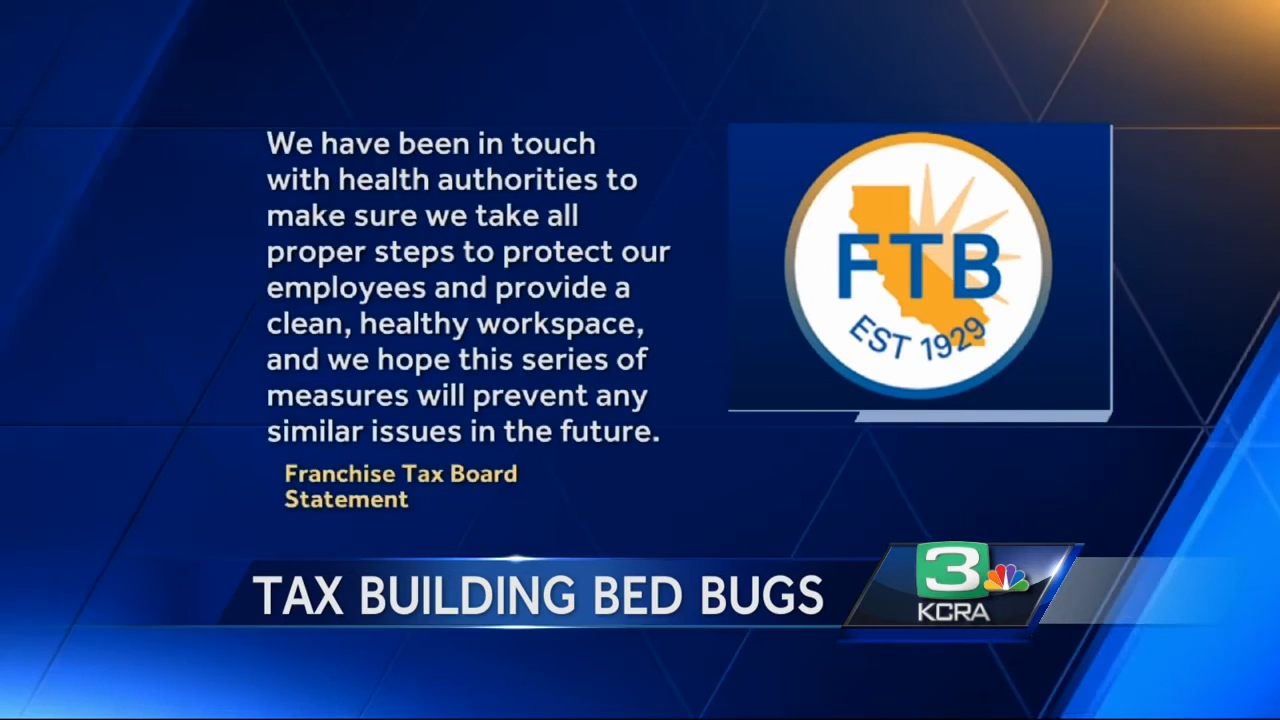 We have been in touch
with health authorities to
make sure we take all
proper steps to protect our
employees and provide a
clean, healthy workspace,
and we hope this series of
measures will prevent any
similar issues in the future.
Franchise Tax Board
Statement
FTB
EST 1929
TAX BUILDING BED BUGS
3
KCRA